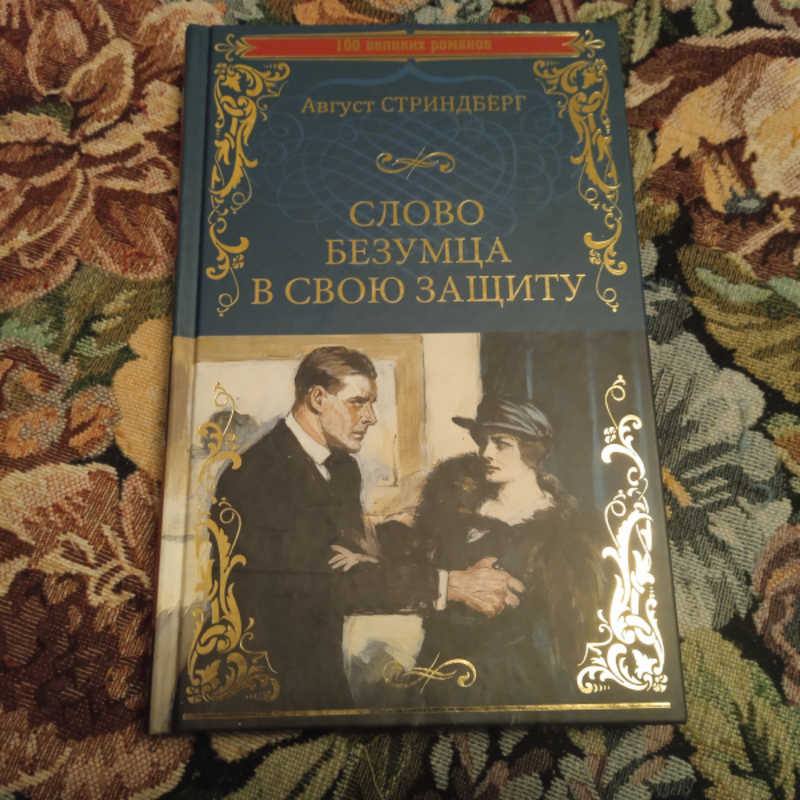 100 великих романов
Август СТРИНДБЕРГ
СЛОВО
БЕЗУМЦА
В СВОЮ ЗАЩИТУ